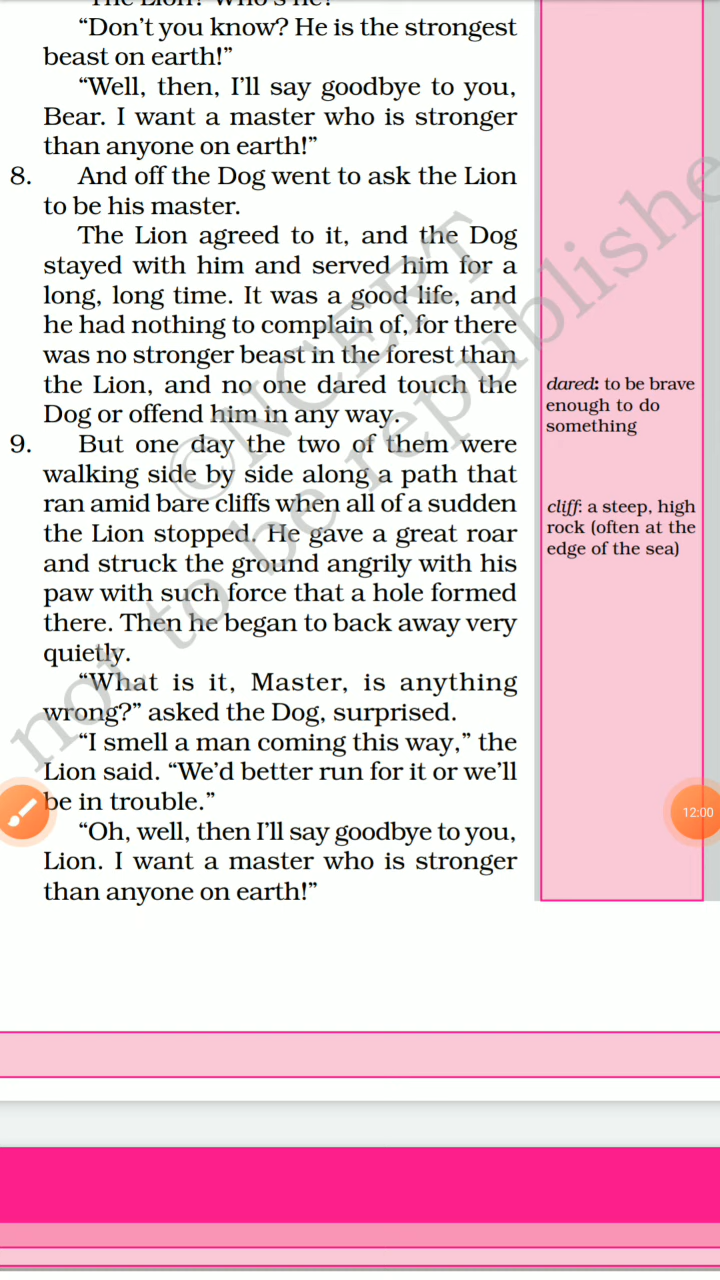 “Don’t you know? He is the strongest
beast on earth!”
“Well, then, I’ll say goodbye to you,
Bear. I want a master who is stronger
than anyone on earth!”
8. And off the Dog went to ask the Lion
to be his master.
The Lion agreed to it, and the Dog
stayed with him and served him for a
long, long time. It was a good life, and
he had nothing to complain of, for there
was no stronger beast in the forest than
the Lion, and no one dared touch the
Dog or offend him in any way.
9. But one day the two of them were
walking side by side along a path that
ran amid bare cliffs when all of a sudden
the Lion stopped. He gave a great roar
and struck the ground angrily with his
paw with such force that a hole formed
there. Then he began to back away very
quietly.
“What is it, Master, is anything
wrong?” asked the Dog, surprised.
“I smell a man coming this way,” the
Lion said. “We’d better run for it or we’ll
be in trouble.”
“Oh, well, then I’ll say goodbye to you,
Lion. I want a master who is stronger
than anyone on earth!”
dared: to be brave
enough to do
something
cliff: a steep, high
rock (often at the
edge of the sea)
12:00
©NCERT
not to be republishe